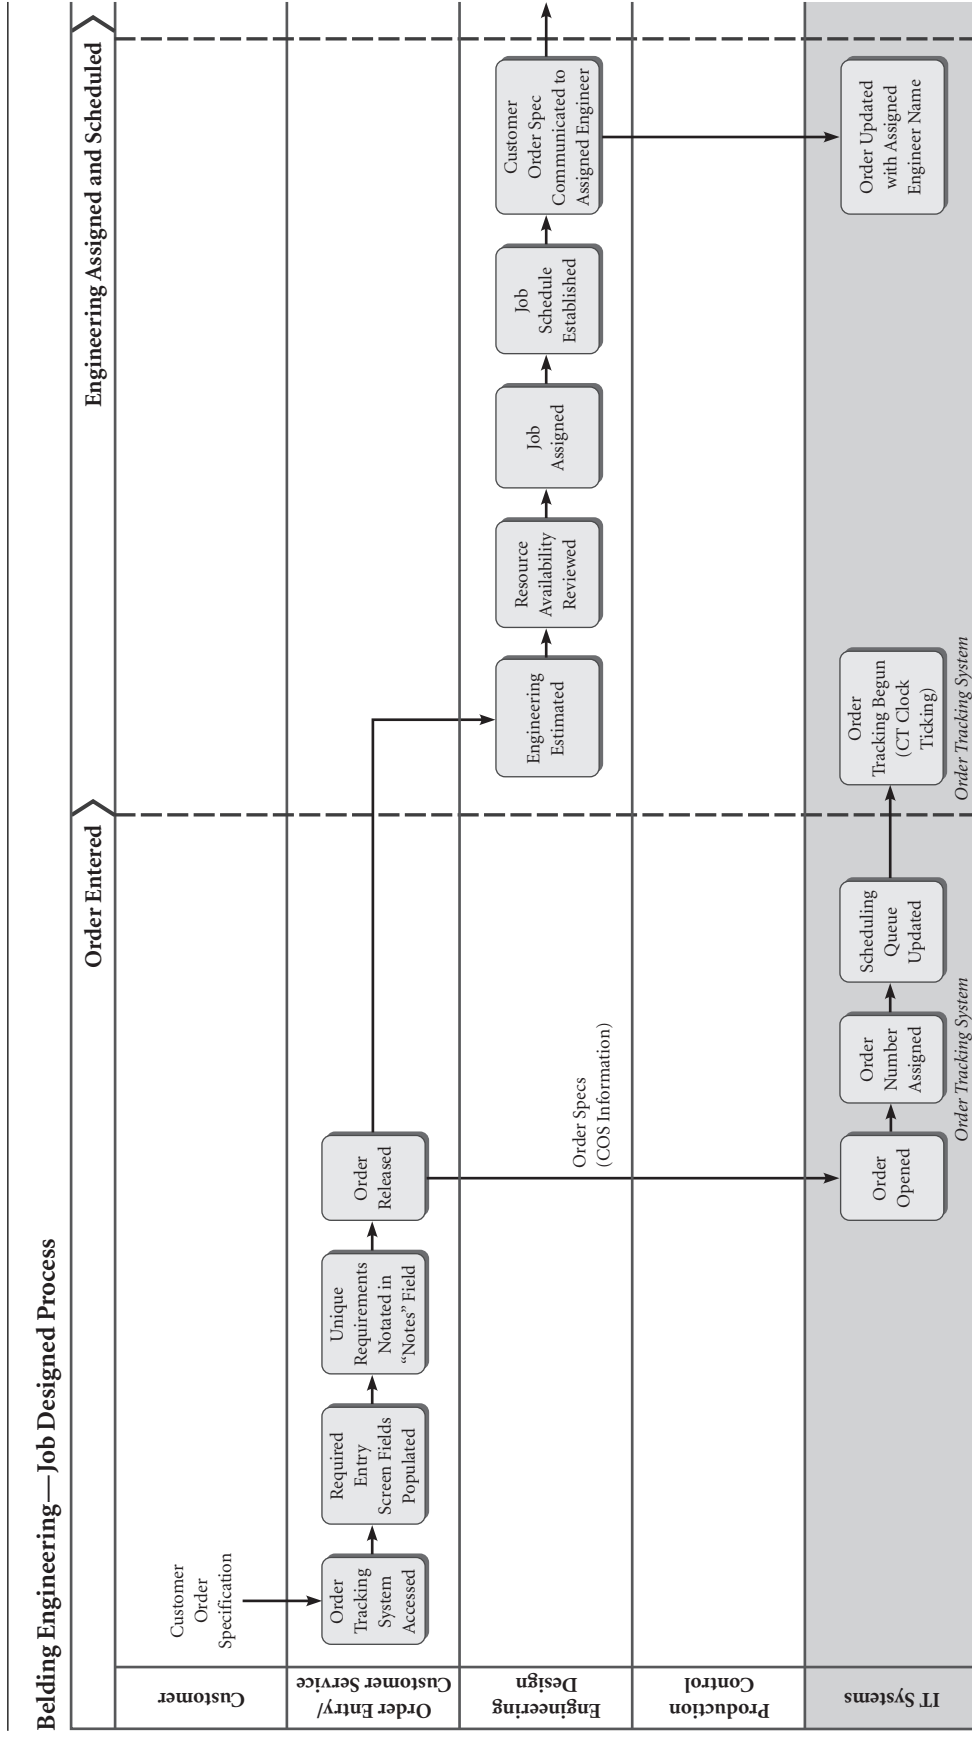 Belding Engineering—Job Designed Process
Order Entered
Engineering Assigned and Scheduled
Customer
Customer
Order
Specification
Order Entry/
Customer Service
Order
Tracking
System
Accessed
Required
Entry
Screen Fields
Populated
Unique
Requirements
Notated in
“Notes” Field
Order
Released
Design
Engineering
Order Specs
(COS Information)
Engineering
Estimated
Resource
Availability
Reviewed
Job
Assigned
Job
Schedule
Established
Customer
Order Spec
Communicated to
Assigned Engineer
Production
Control
IT Systems
Order
Opened
Order
Number
Assigned
Scheduling
Queue
Updated
Order Tracking System
Order
Tracking Begun
(CT Clock
Ticking)
Order Tracking System
Order Updated
with Assigned
Engineer Name